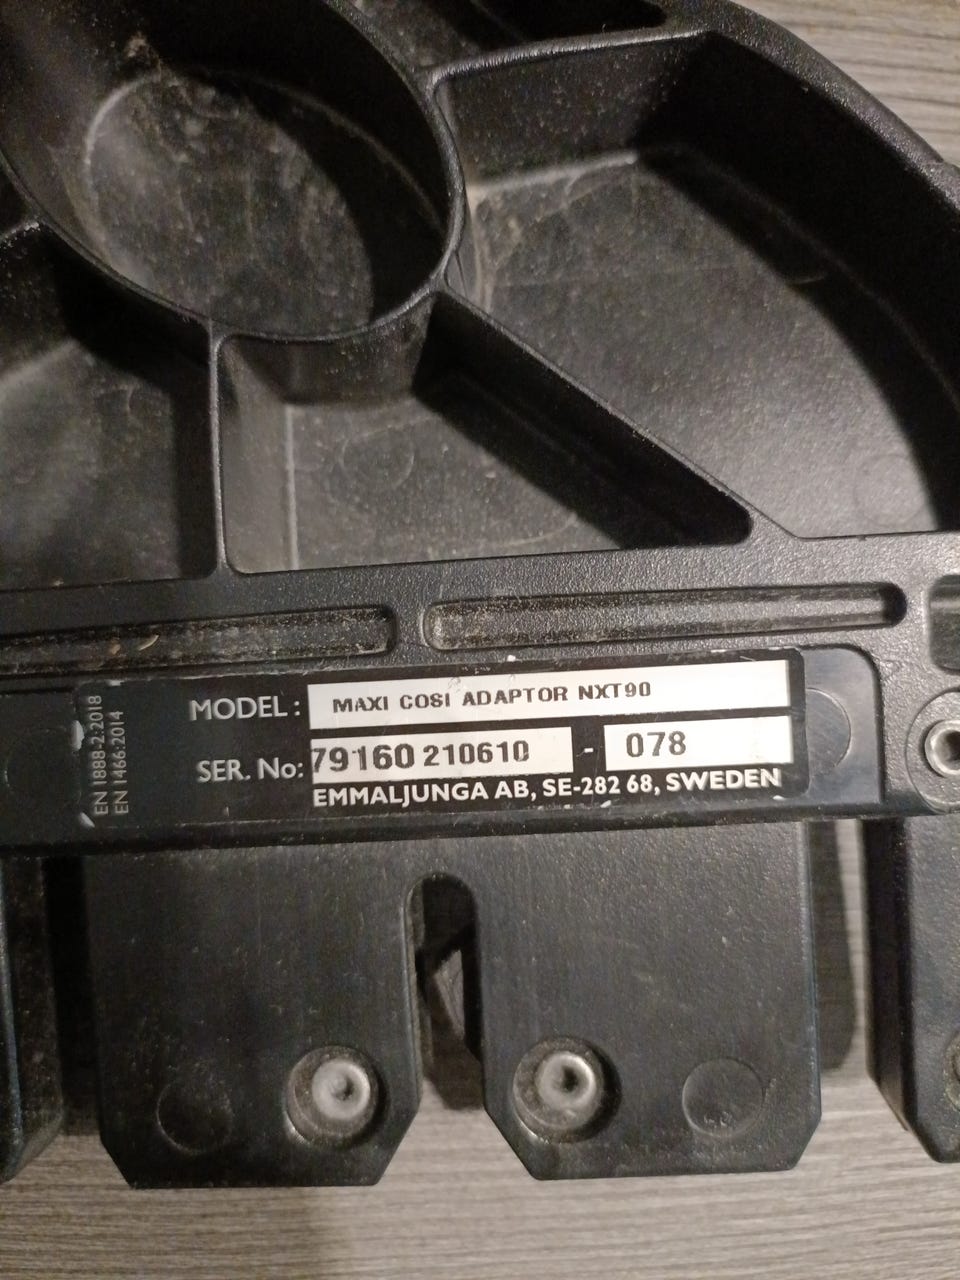 MODEL: MAXI COSI ADAPTOR NXT90
SER. No: 79160 210610 - 078
EMMALJUNGA AB, SE-282 68, SWEDEN
EN 1888-2:2018
EN 1466:2014